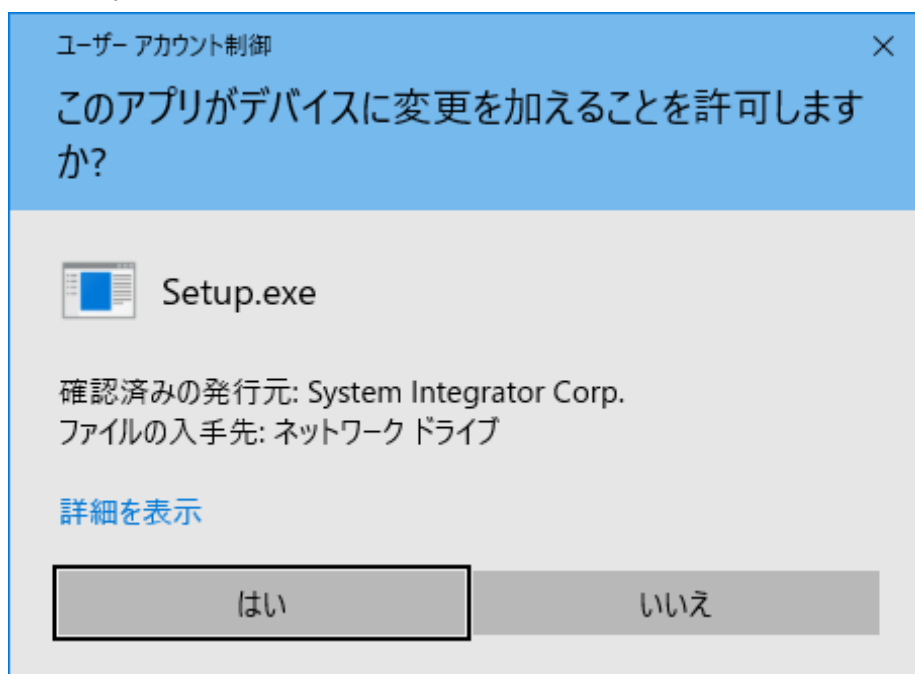 ユーザー アカウント制御
このアプリがデバイスに変更を加えることを許可します
か?
Setup.exe
確認済みの発行元: System Integrator Corp.
ファイルの入手先: ネットワーク ドライブ
詳細を表示
はい
いいえ